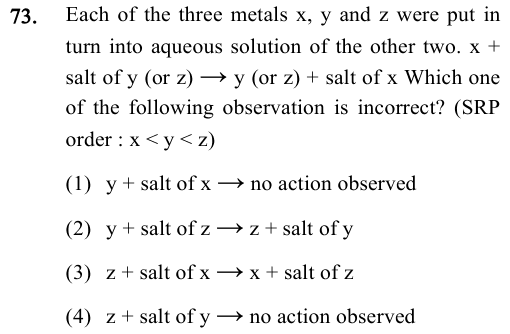 73. Each of the three metals x, y and z were put in
turn into aqueous solution of the other two. x +
salt of y (or z) ⟶ y (or z) + salt of x Which one
of the following observation is incorrect? (SRP
order : x < y < z)
(1) y + salt of x ⟶ no action observed
(2) y + salt of z ⟶ z + salt of y
(3) z + salt of x ⟶ x + salt of z
(4) z + salt of y ⟶ no action observed